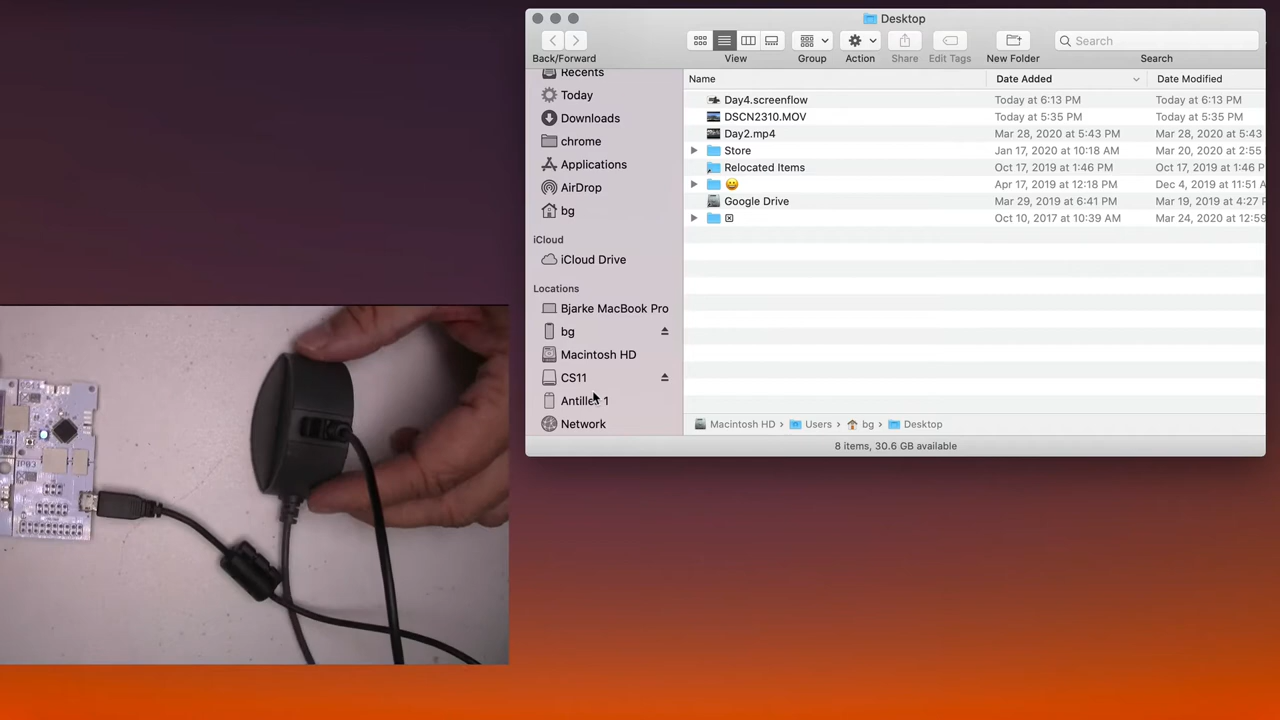 Desktop
Back/Forward View Group Action Share Edit Tags New Folder Search Search
Recents
Today
Downloads
chrome
Applications
AirDrop
bg
iCloud
iCloud Drive
Locations
Bjarke MacBook Pro
bg
Macintosh HD
CS11
1
Network
Name Date Added Date Modified
Day4.screenflow Today at 6:13 PM Today at 6:13 PM
DSCN2310.MOV Today at 5:35 PM Today at 5:35 PM
Day2.mp4 Mar 28, 2020 at 5:43 PM Mar 28, 2020 at 5:43
Store Jan 17, 2020 at 10:18 AM Mar 20, 2020 at 2:55
Relocated Items Oct 17, 2019 at 1:46 PM Oct 17, 2019 at 1:46 P
😀 Apr 17, 2019 at 12:18 PM Dec 4, 2019 at 11:51 A
Google Drive Mar 29, 2019 at 6:41 PM Mar 19, 2019 at 4:27 P
Oct 10, 2017 at 10:39 AM Mar 24, 2020 at 12:59
Macintosh HD Users bg Desktop
8 items, 30.6 GB available